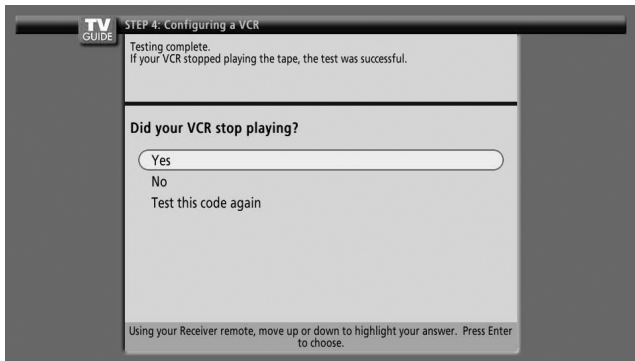 TV
GUIDE
STEP 4: Configuring a VCR
Testing complete.
If your VCR stopped playing the tape, the test was successful.
Did your VCR stop playing?
Yes
No
Test this code again
Using your Receiver remote, move up or down to highlight your answer. Press Enter
to choose.